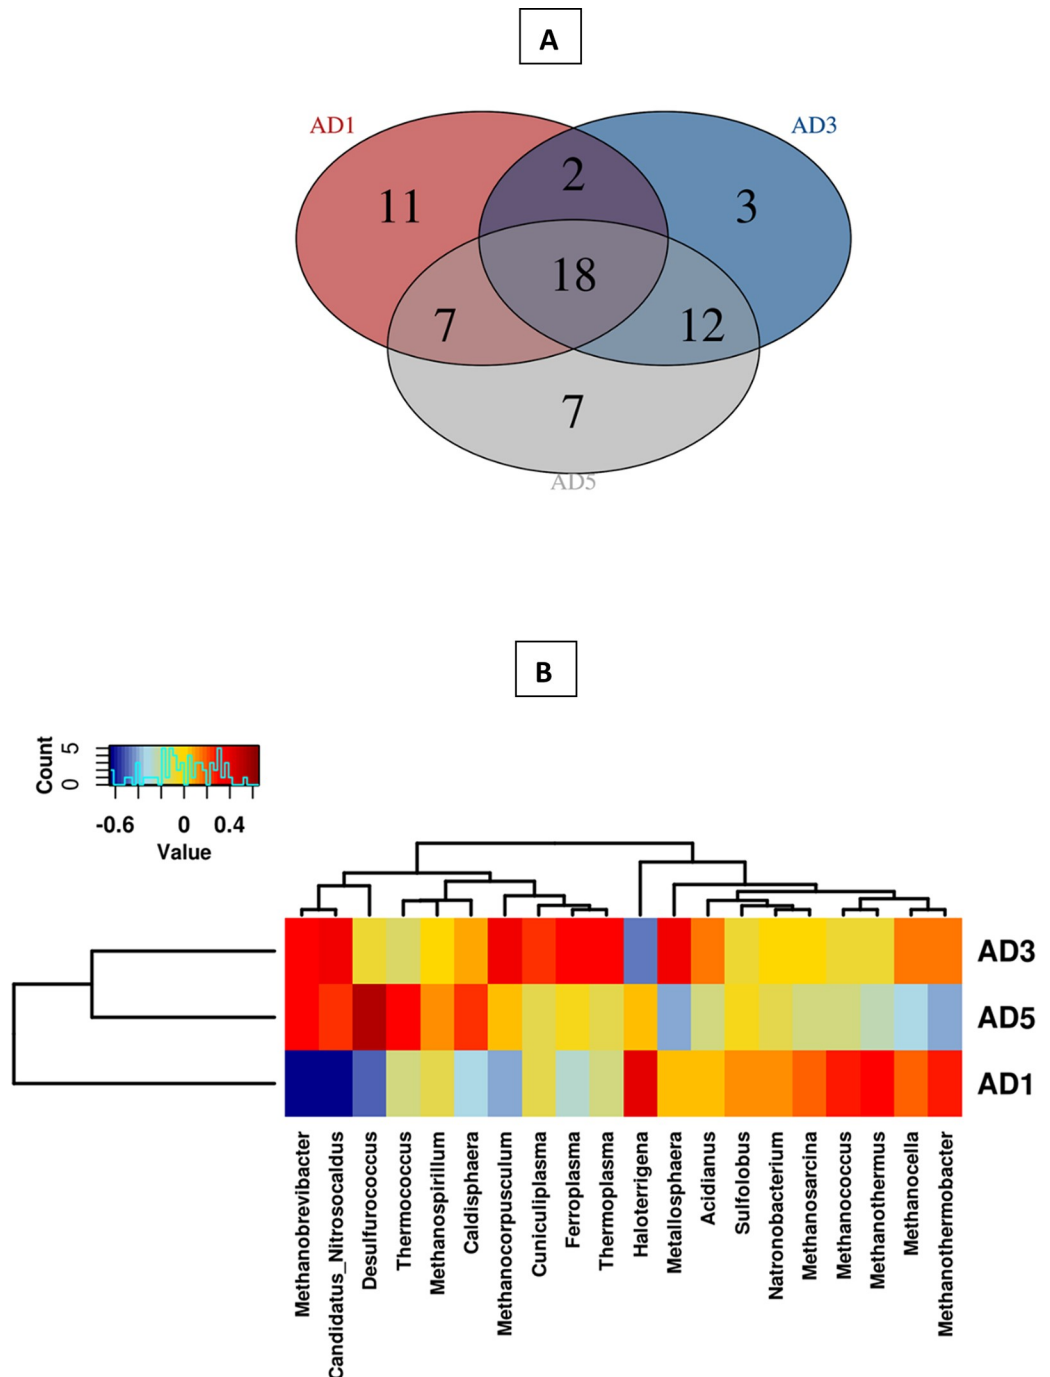 A
AD1
AD3
2
11
3
18
7
12
7
AD5
B
Count
5
0
-0.6 0 0.4
Value
AD3
AD5
AD1
Methanobrevibacter
Candidatus_Nitrosocaldus
Desulfurococcus
Thermococcus
Methanospirillum
Caldisphaera
Methanocorpusculum
Cuniculiplasma
Ferroplasma
Thermoplasma
Haloterrigena
Metallosphaera
Acidianus
Sulfolobus
Natronobacterium
Methanosarcina
Methanococcus
Methanothermus
Methanocella
Methanothermobacter